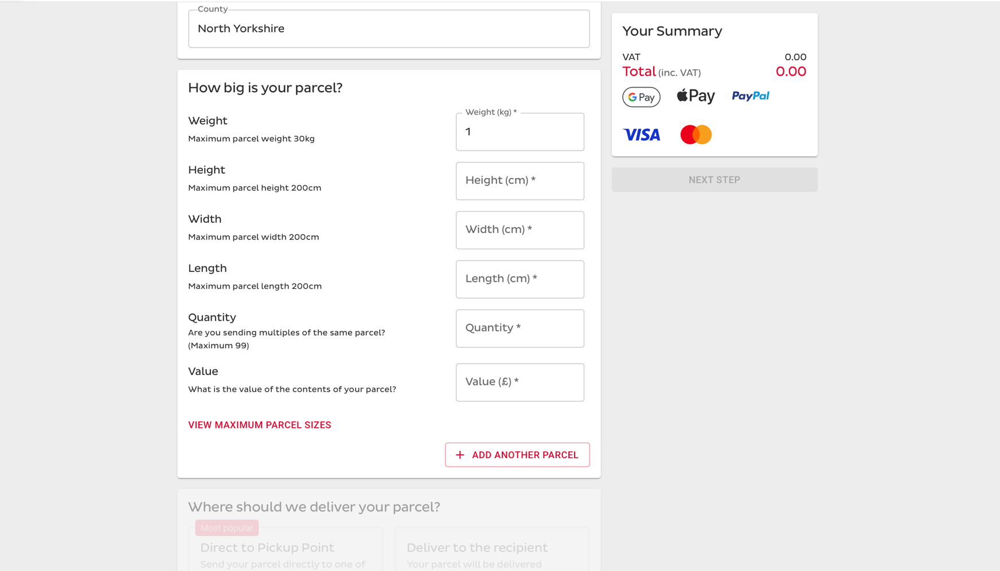 County
North Yorkshire
How big is your parcel?
Weight
Maximum parcel weight 30kg
Weight (kg) *
1
Height
Maximum parcel height 200cm
Height (cm) *
Width
Maximum parcel width 200cm
Width (cm) *
Length
Maximum parcel length 200cm
Length (cm) *
Quantity
Are you sending multiples of the same parcel?
(Maximum 99)
Quantity *
Value
What is the value of the contents of your parcel?
Value (£) *
VIEW MAXIMUM PARCEL SIZES
+ ADD ANOTHER PARCEL
Where should we deliver your parcel?
Most popular
Direct to Pickup Point
Send your parcel directly to one of
Deliver to the recipient
Your parcel will be delivered
Your Summary
VAT 0.00
Total (inc. VAT) 0.00
G Pay
Pay
PayPal
VISA
NEXT STEP